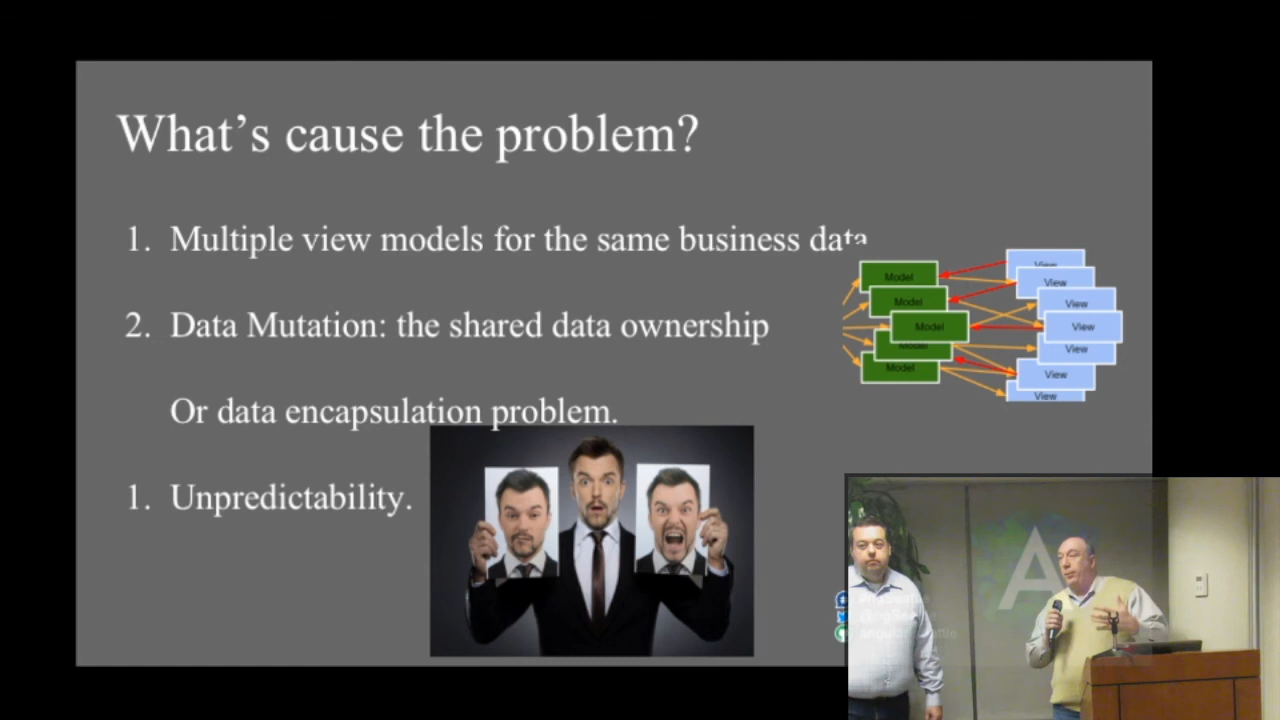 What's cause the problem?
1. Multiple view models for the same business data
2. Data Mutation: the shared data ownership
Or data encapsulation problem.
1. Unpredictability.
Model
Model
Model
Model
Model
View
View
View
View
View
View
View
A